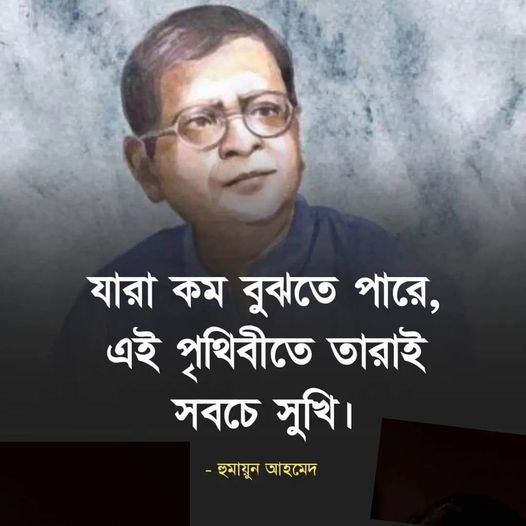 যারা কম বুঝতে পারে,
এই পৃথিবীতে তারাই
সবচে সুখি।
- হুমায়ুন আহমেদ